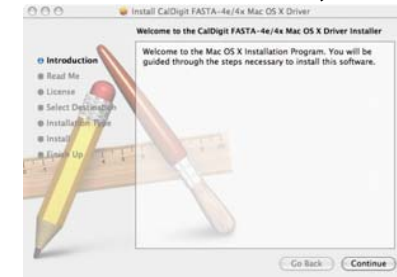 Install CalDigit FASTA-4e/4x Mac OS X Driver
Welcome to the CalDigit FASTA-4e/4x Mac OS X Driver Installer
Introduction
Read Me
License
Select Destination
Installation Type
Install
Finish Up
Welcome to the Mac OS X Installation Program. You will be
guided through the steps necessary to install this software.
Go Back
Continue